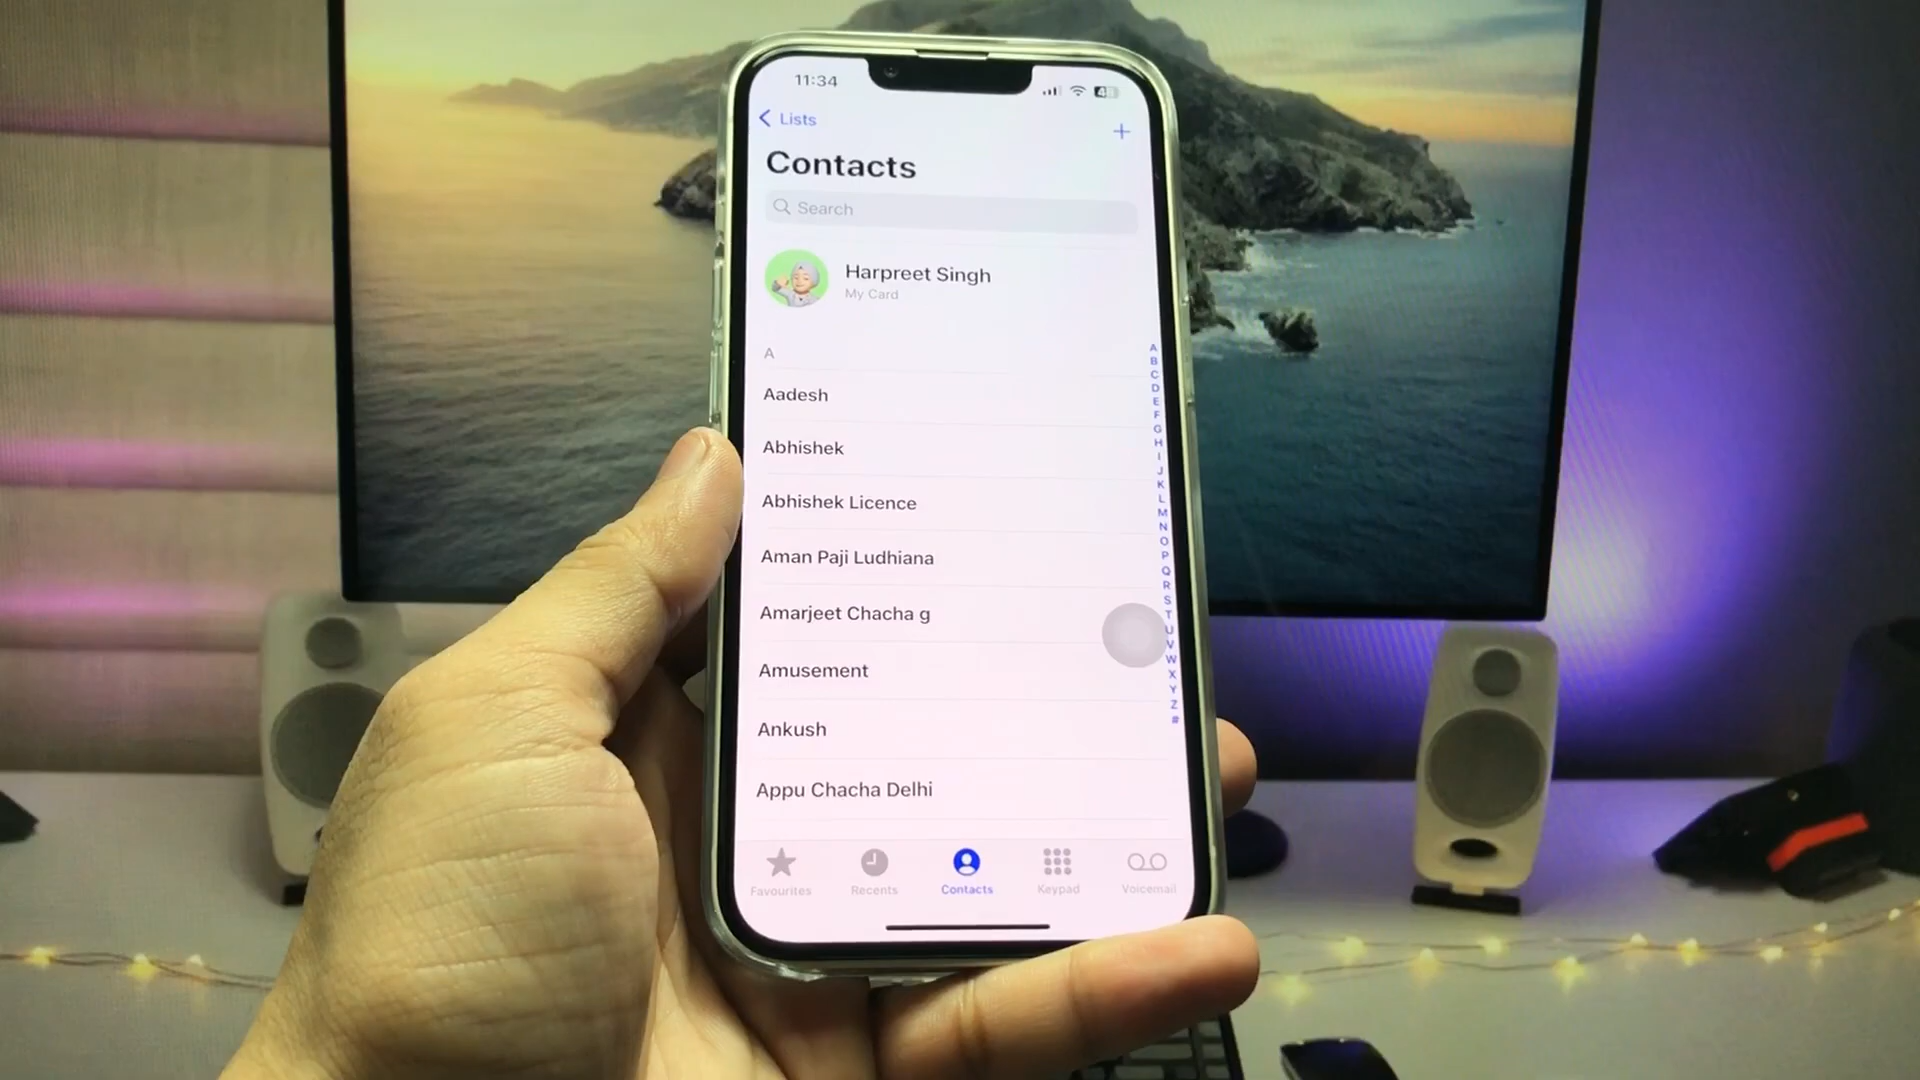 11:34
Lists
Contacts
Search
Harpreet Singh
My Card
A
Aadesh
Abhishek
Abhishek Licence
Aman Paji Ludhiana
Amarjeet Chacha g
Amusement
Ankush
Appu Chacha Delhi
A
B
C
D
E
F
G
H
I
J
K
L
M
N
O
P
Q
R
S
T
U
V
W
X
Y
Z
#
Favourites
Recents
Contacts
Keypad
Voicemail